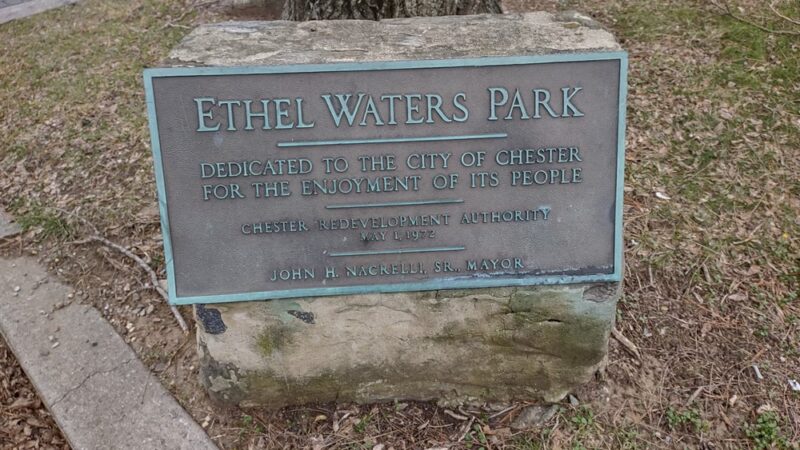 ETHEL WATERS PARK
DEDICATED TO THE CITY OF CHESTER
FOR THE ENJOYMENT OF ITS PEOPLE
CHESTER REDEVELOPMENT AUTHORITY
MAY 1, 1972
JOHN H. NACRELLI, SR., MAYOR